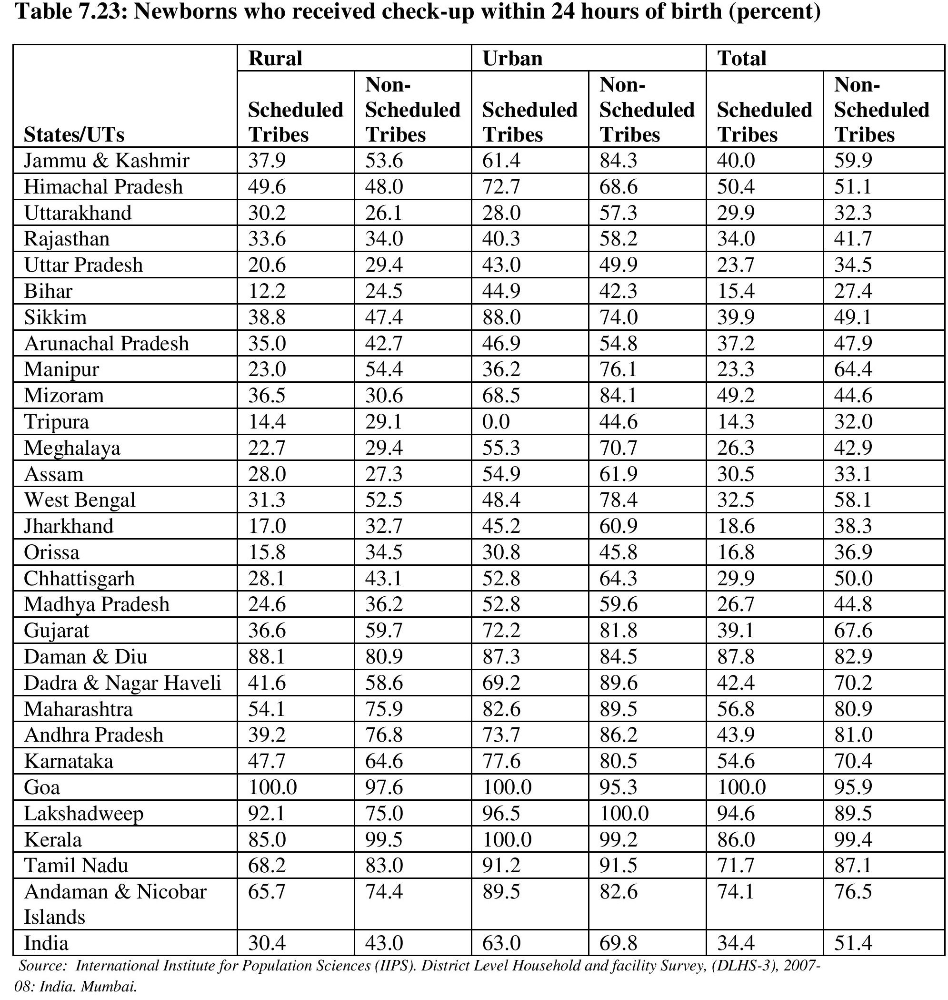 Table 7.23: Newborns who received check-up within 24 hours of birth (percent)
Rural Urban Total
States/UTs Scheduled Tribes Non-Scheduled Tribes Scheduled Tribes Non-Scheduled Tribes Scheduled Tribes Non-Scheduled Tribes
Jammu & Kashmir 37.9 53.6 61.4 84.3 40.0 59.9
Himachal Pradesh 49.6 48.0 72.7 68.6 50.4 51.1
Uttarakhand 30.2 26.1 28.0 57.3 29.9 32.3
Rajasthan 33.6 34.0 40.3 58.2 34.0 41.7
Uttar Pradesh 20.6 29.4 43.0 49.9 23.7 34.5
Bihar 12.2 24.5 44.9 42.3 15.4 27.4
Sikkim 38.8 47.4 88.0 74.0 39.9 49.1
Arunachal Pradesh 35.0 42.7 46.9 54.8 37.2 47.9
Manipur 23.0 54.4 36.2 76.1 23.3 64.4
Mizoram 36.5 30.6 68.5 84.1 49.2 44.6
Tripura 14.4 29.1 0.0 44.6 14.3 32.0
Meghalaya 22.7 29.4 55.3 70.7 26.3 42.9
Assam 28.0 27.3 54.9 61.9 30.5 33.1
West Bengal 31.3 52.5 48.4 78.4 32.5 58.1
Jharkhand 17.0 32.7 45.2 60.9 18.6 38.3
Orissa 15.8 34.5 30.8 45.8 16.8 36.9
Chhattisgarh 28.1 43.1 52.8 64.3 29.9 50.0
Madhya Pradesh 24.6 36.2 52.8 59.6 26.7 44.8
Gujarat 36.6 59.7 72.2 81.8 39.1 67.6
Daman & Diu 88.1 80.9 87.3 84.5 87.8 82.9
Dadra & Nagar Haveli 41.6 58.6 69.2 89.6 42.4 70.2
Maharashtra 54.1 75.9 82.6 89.5 56.8 80.9
Andhra Pradesh 39.2 76.8 73.7 86.2 43.9 81.0
Karnataka 47.7 64.6 77.6 80.5 54.6 70.4
Goa 100.0 97.6 100.0 95.3 100.0 95.9
Lakshadweep 92.1 75.0 96.5 100.0 94.6 89.5
Kerala 85.0 99.5 100.0 99.2 86.0 99.4
Tamil Nadu 68.2 83.0 91.2 91.5 71.7 87.1
Andaman & Nicobar 65.7 74.4 89.5 82.6 74.1 76.5
Islands
India 30.4 43.0 63.0 69.8 34.4 51.4
Source: International Institute for Population Sciences (IIPS). District Level Household and facility Survey, (DLHS-3), 2007-
08: India. Mumbai.